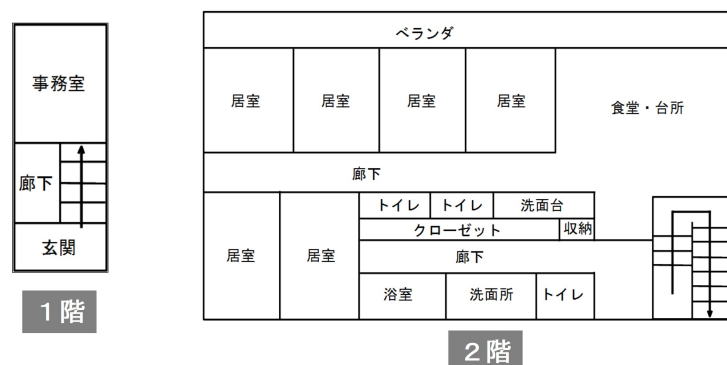 事務室
廊下
玄関
1階
ベランダ
居室 居室 居室 居室 食堂・台所
廊下
トイレ トイレ 洗面台
クローゼット 収納
居室 居室 廊下
浴室 洗面所 トイレ
2階